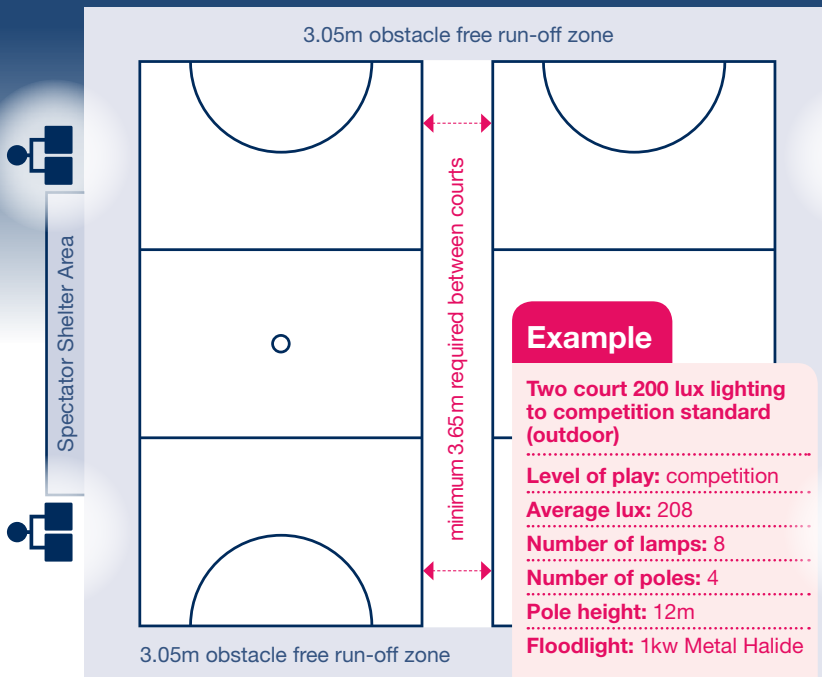 3.05m obstacle free run-off zone
Spectator Shelter Area
minimum 3.65m required between courts
Example
Two court 200 lux lighting
to competition standard
(outdoor)
Level of play: competition
Average lux: 208
Number of lamps: 8
Number of poles: 4
Pole height: 12m
Floodlight: 1kw Metal Halide
3.05m obstacle free run-off zone